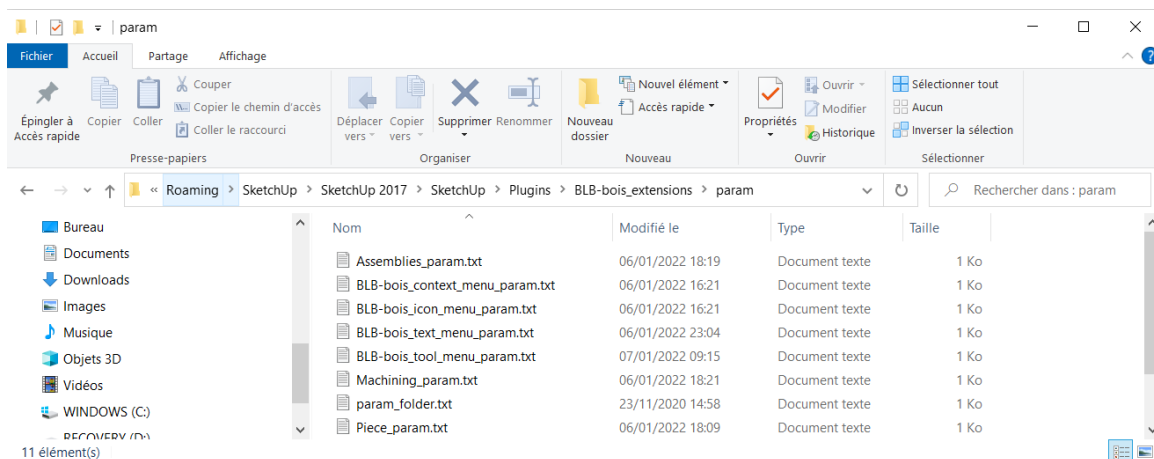 param
Fichier Accueil Partage Affichage
Épingler à Accès rapide
Copier
Coller
Couper
Copier le chemin d'accès
Coller le raccourci
Presse-papiers
Déplacer vers
Copier vers
Supprimer
Renommer
Organiser
Nouveau dossier
Nouvel élément
Accès rapide
Nouveau
Propriétés
Ouvrir
Modifier
Historique
Ouvrir
Sélectionner tout
Aucun
Inverser la sélection
Sélectionner
« Roaming > SketchUp > SketchUp 2017 > SketchUp > Plugins > BLB-bois_extensions > param
Rechercher dans : param
Bureau
Documents
Downloads
Images
Musique
Objets 3D
Vidéos
WINDOWS (C:)
RECOVERY (D:)
Nom Modifié le Type Taille
Assemblies_param.txt 06/01/2022 18:19 Document texte 1 Ko
BLB-bois_context_menu_param.txt 06/01/2022 16:21 Document texte 1 Ko
BLB-bois_icon_menu_param.txt 06/01/2022 16:21 Document texte 1 Ko
BLB-bois_text_menu_param.txt 06/01/2022 23:04 Document texte 1 Ko
BLB-bois_tool_menu_param.txt 07/01/2022 09:15 Document texte 1 Ko
Machining_param.txt 06/01/2022 18:21 Document texte 1 Ko
param_folder.txt 23/11/2020 14:58 Document texte 1 Ko
Piece_param.txt 06/01/2022 18:09 Document texte 1 Ko
11 élément(s)